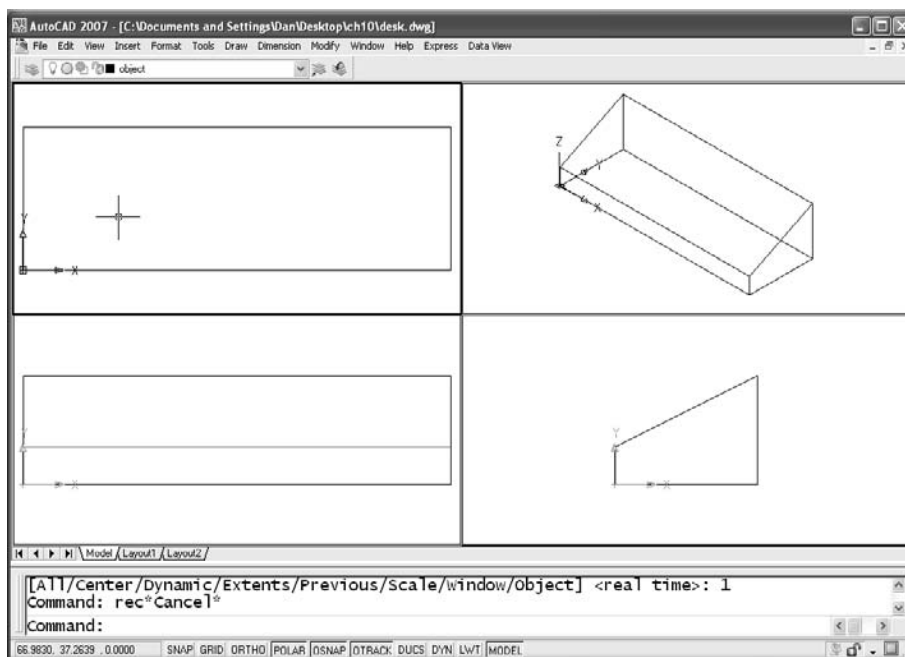 AutoCAD 2007 - [C:\Documents and Settings\Dan\Desktop\ch10\desk.dwg]
File Edit View Insert Format Tools Draw Dimension Modify Window Help Express Data View
object
Z
Y
X
Y
X
Y
X
Y
X
Model Layout1 Layout2
[All/Center/Dynamic/Extents/Previous/Scale/Window/Object] <real time>: 1
Command: rec*Cancel*
Command:
66.9830, 37.2639 , 0.0000 SNAP GRID ORTHO POLAR OSNAP OTRACK DUCS DYN LWT MODEL